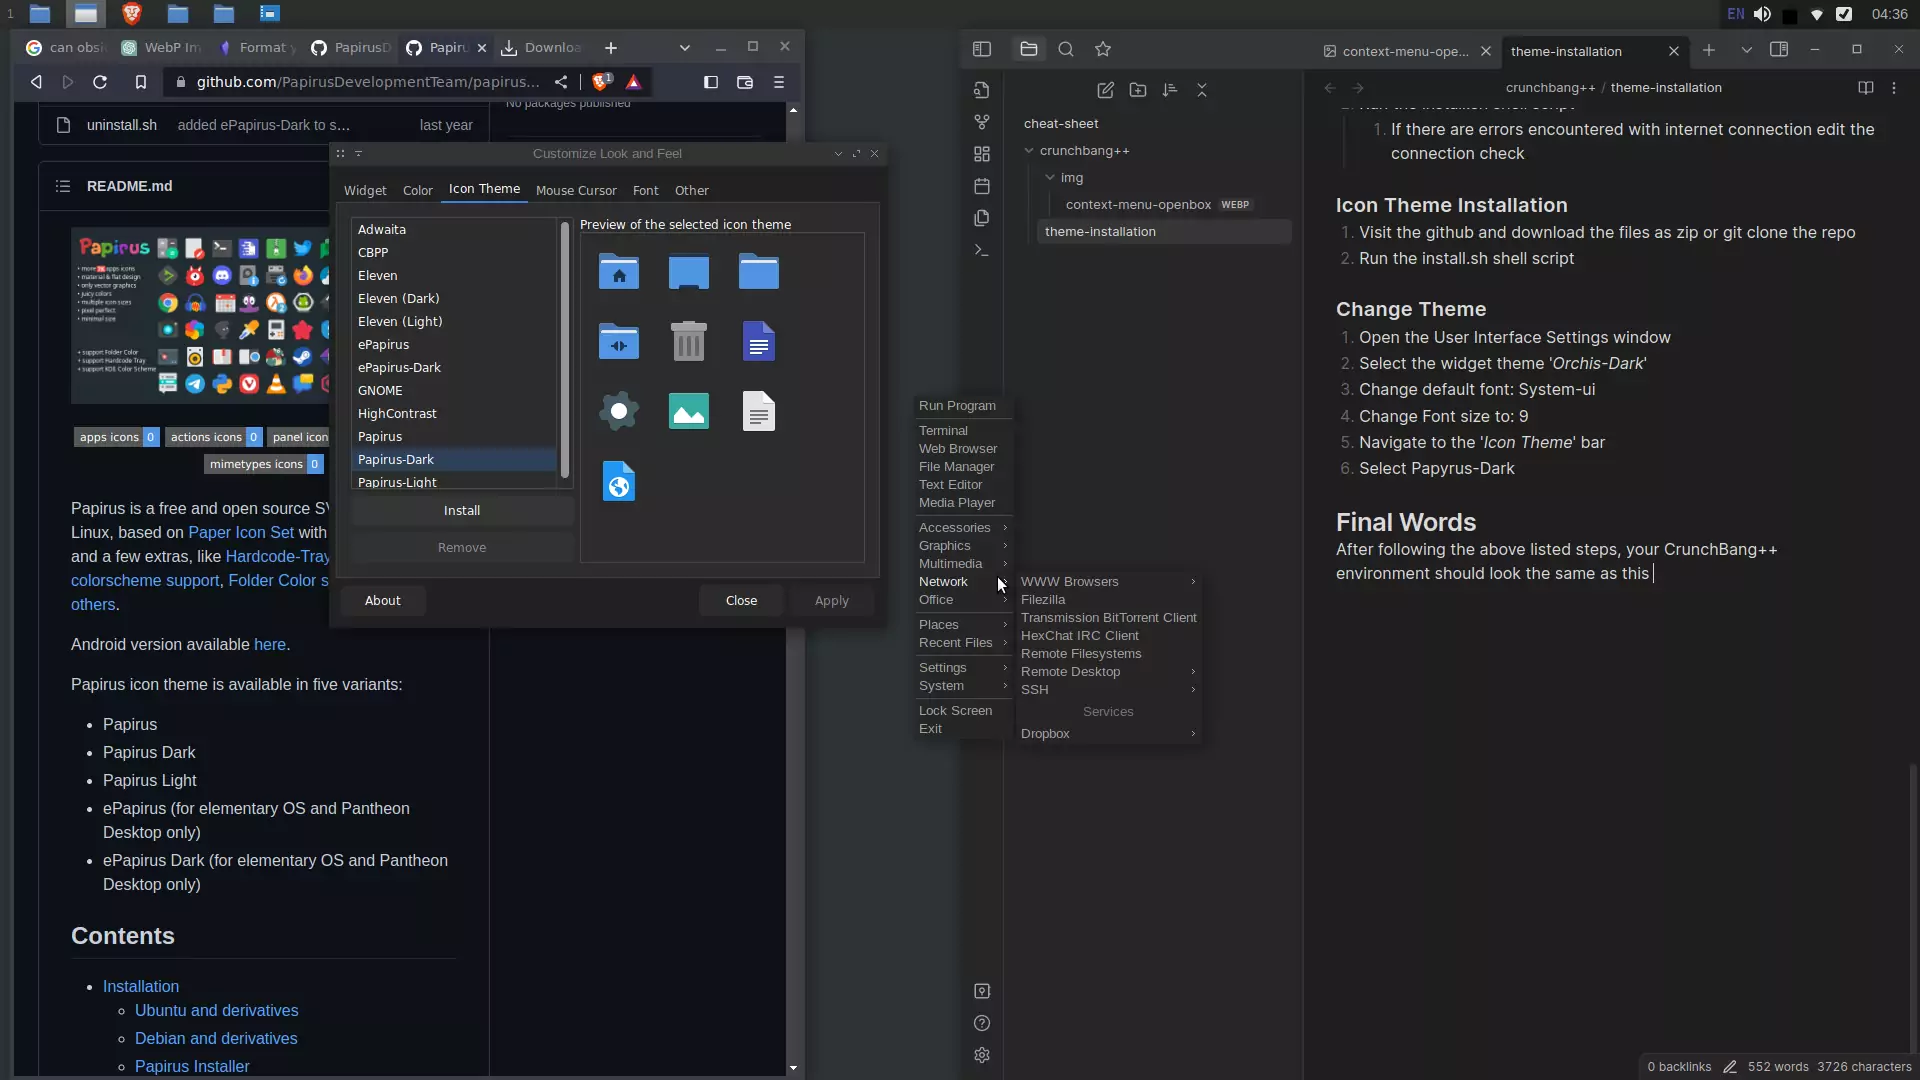 1
EN
04:36
can obsi
WebP Im
Format y
PapirusD
Papiru
Downloa
github.com/PapirusDevelopmentTeam/papirus...
1
No packages published
uninstall.sh
added ePapirus-Dark to s...
last year
README.md
Papirus
apps icons 0
actions icons 0
panel icon
mimetypes icons 0
Papirus is a free and open source SV
Linux, based on Paper Icon Set with
and a few extras, like Hardcode-Tray
colorscheme support, Folder Color s
others.
Android version available here.
Papirus icon theme is available in five variants:
Papirus
Papirus Dark
Papirus Light
ePapirus (for elementary OS and Pantheon
Desktop only)
ePapirus Dark (for elementary OS and Pantheon
Desktop only)
Contents
Installation
Ubuntu and derivatives
Debian and derivatives
Papirus Installer
Customize Look and Feel
Widget
Color
Icon Theme
Mouse Cursor
Font
Other
Adwaita
CBPP
Eleven
Eleven (Dark)
Eleven (Light)
ePapirus
ePapirus-Dark
GNOME
HighContrast
Papirus
Papirus-Dark
Papirus-Light
Install
Remove
Preview of the selected icon theme
About
Close
Apply
Run Program
Terminal
Web Browser
File Manager
Text Editor
Media Player
Accessories
Graphics
Multimedia
Network
Office
Places
Recent Files
Settings
System
Lock Screen
Exit
WWW Browsers
Filezilla
Transmission BitTorrent Client
HexChat IRC Client
Remote Filesystems
Remote Desktop
SSH
Services
Dropbox
context-menu-ope...
theme-installation
crunchbang++ / theme-installation
cheat-sheet
crunchbang++
img
context-menu-openbox WEBP
theme-installation
1. If there are errors encountered with internet connection edit the
connection check
Icon Theme Installation
1. Visit the github and download the files as zip or git clone the repo
2. Run the install.sh shell script
Change Theme
1. Open the User Interface Settings window
2. Select the widget theme 'Orchis-Dark'
3. Change default font: System-ui
4. Change Font size to: 9
5. Navigate to the 'Icon Theme' bar
6. Select Papyrus-Dark
Final Words
After following the above listed steps, your CrunchBang++
environment should look the same as this
0 backlinks
552 words
3726 characters